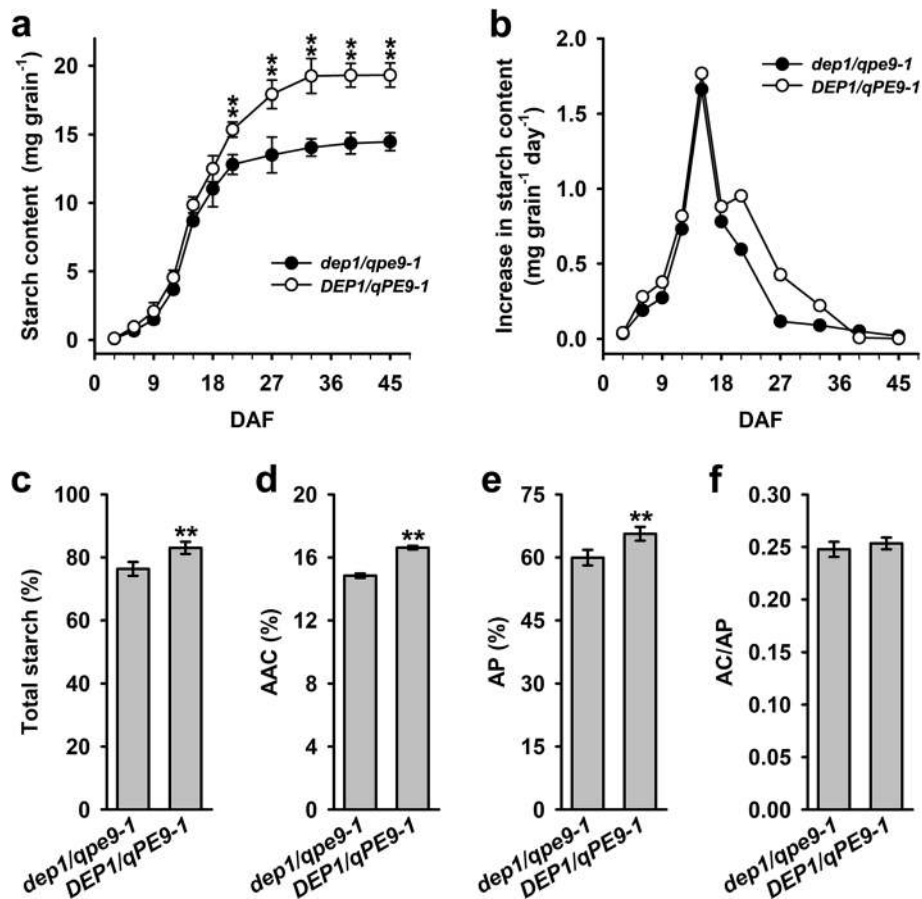 a
Starch content (mg grain⁻¹)
20
15
10
5
0
** ** ** ** **
dep1/qpe9-1
DEP1/qPE9-1
0 9 18 27 36 45
DAF
b
Increase in starch content
(mg grain⁻¹ day⁻¹)
2.0
1.5
1.0
0.5
0.0
dep1/qpe9-1
DEP1/qPE9-1
0 9 18 27 36 45
DAF
c
Total starch (%)
100
80
60
40
20
0
**
dep1/qpe9-1
DEP1/qPE9-1
d
AAC (%)
20
16
12
8
4
0
**
dep1/qpe9-1
DEP1/qPE9-1
e
AP (%)
75
60
45
30
15
0
**
dep1/qpe9-1
DEP1/qPE9-1
f
AC/AP
0.30
0.25
0.20
0.15
0.10
0.05
0.00
dep1/qpe9-1
DEP1/qPE9-1